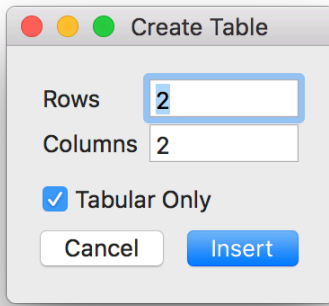 Create Table
Rows 2
Columns 2
Tabular Only
Cancel Insert